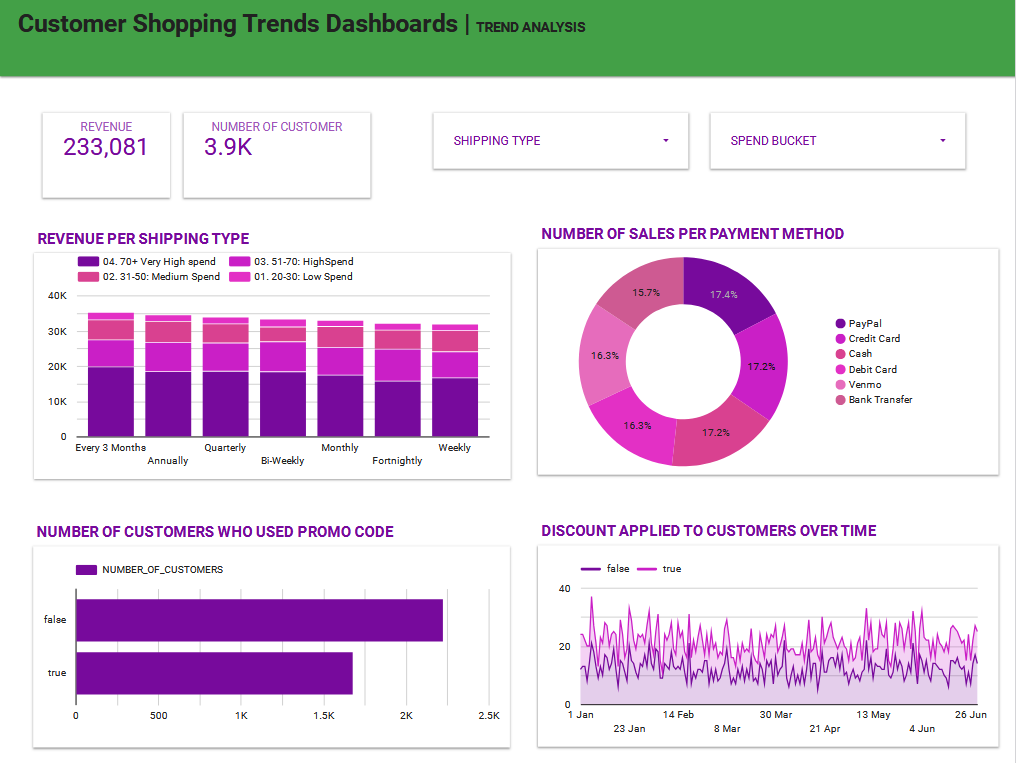 Customer Shopping Trends Dashboards | TREND ANALYSIS
REVENUE
233,081
NUMBER OF CUSTOMER
3.9K
SHIPPING TYPE
SPEND BUCKET
REVENUE PER SHIPPING TYPE
04. 70+ Very High spend
03. 51-70: HighSpend
02. 31-50: Medium Spend
01. 20-30: Low Spend
40K
30K
20K
10K
0
Every 3 Months
Annually
Quarterly
Bi-Weekly
Monthly
Fortnightly
Weekly
NUMBER OF SALES PER PAYMENT METHOD
17.4%
17.2%
17.2%
16.3%
16.3%
15.7%
PayPal
Credit Card
Cash
Debit Card
Venmo
Bank Transfer
NUMBER OF CUSTOMERS WHO USED PROMO CODE
NUMBER_OF_CUSTOMERS
false
true
0
500
1K
1.5K
2K
2.5K
DISCOUNT APPLIED TO CUSTOMERS OVER TIME
false
true
40
20
0
1 Jan
23 Jan
14 Feb
8 Mar
30 Mar
21 Apr
13 May
4 Jun
26 Jun